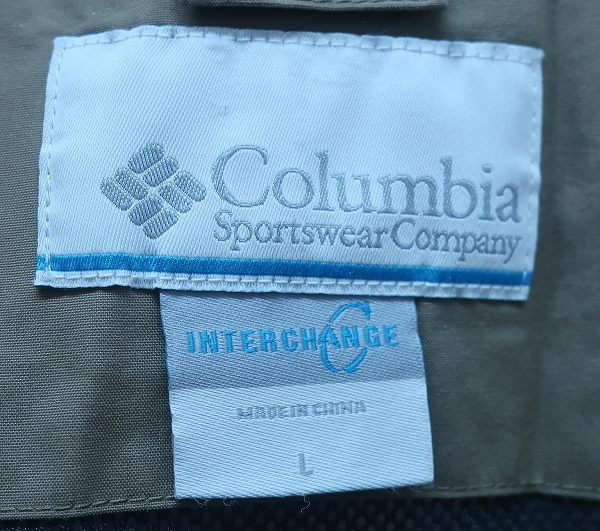 Columbia
Sportswear Company
INTERCHANGE
MADE IN CHINA
L